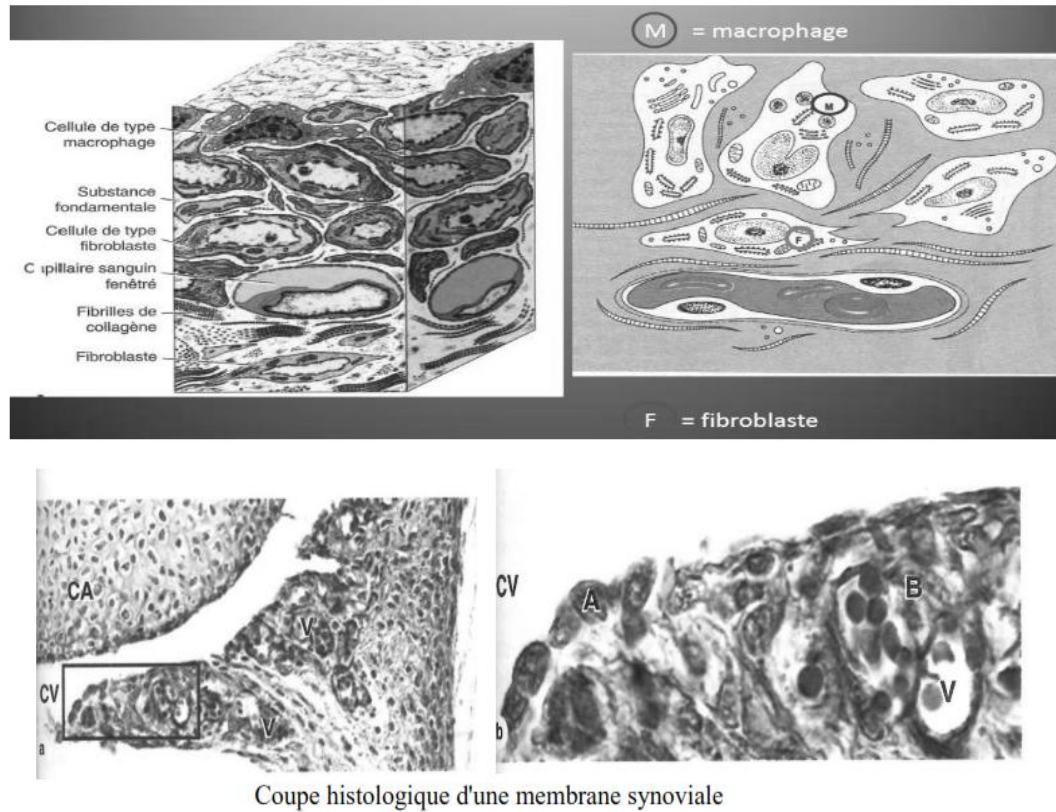 M = macrophage
Cellule de type
macrophage
Substance
fondamentale
Cellule de type
fibroblaste
Capillaire sanguin
fenêtré
Fibrilles de
collagène
Fibroblaste
M
F
F = fibroblaste
CA
V
CV
V
a
CV
A
B
V
b
Coupe histologique d'une membrane synoviale